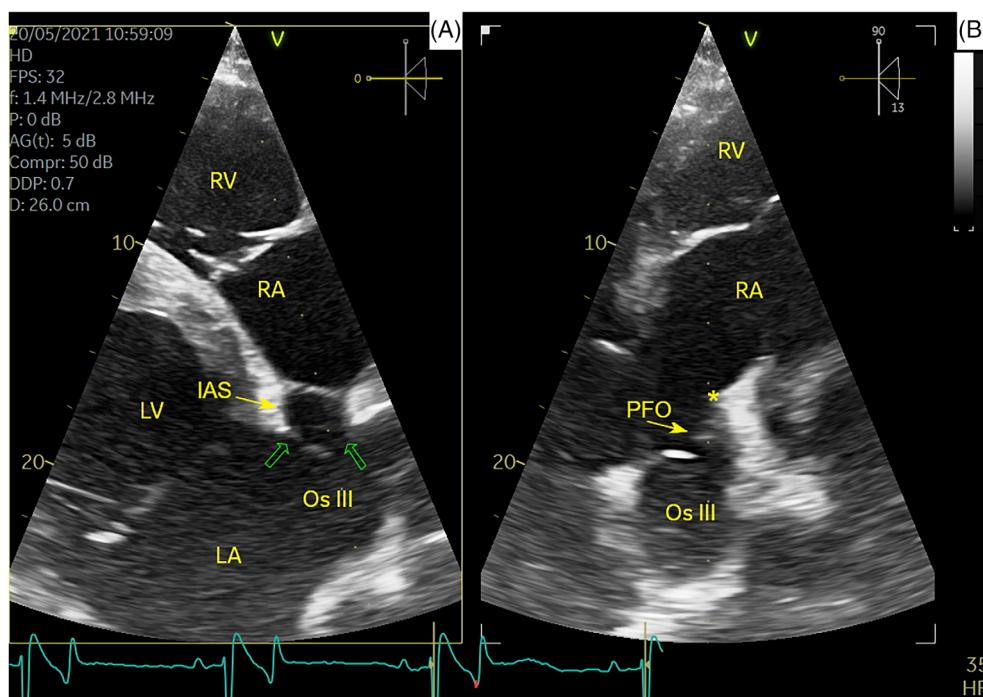 20/05/2021 10:59:09
HD
FPS: 32
f: 1.4 MHz/2.8 MHz
P: 0 dB
AG(t): 5 dB
Compr: 50 dB
DDP: 0.7
D: 26.0 cm
(A)
V
0
RV
10
RA
IAS
LV
20
Os III
LA
(B)
V
90
13
RV
10
RA
*
PFO
20
Os III
35
HF